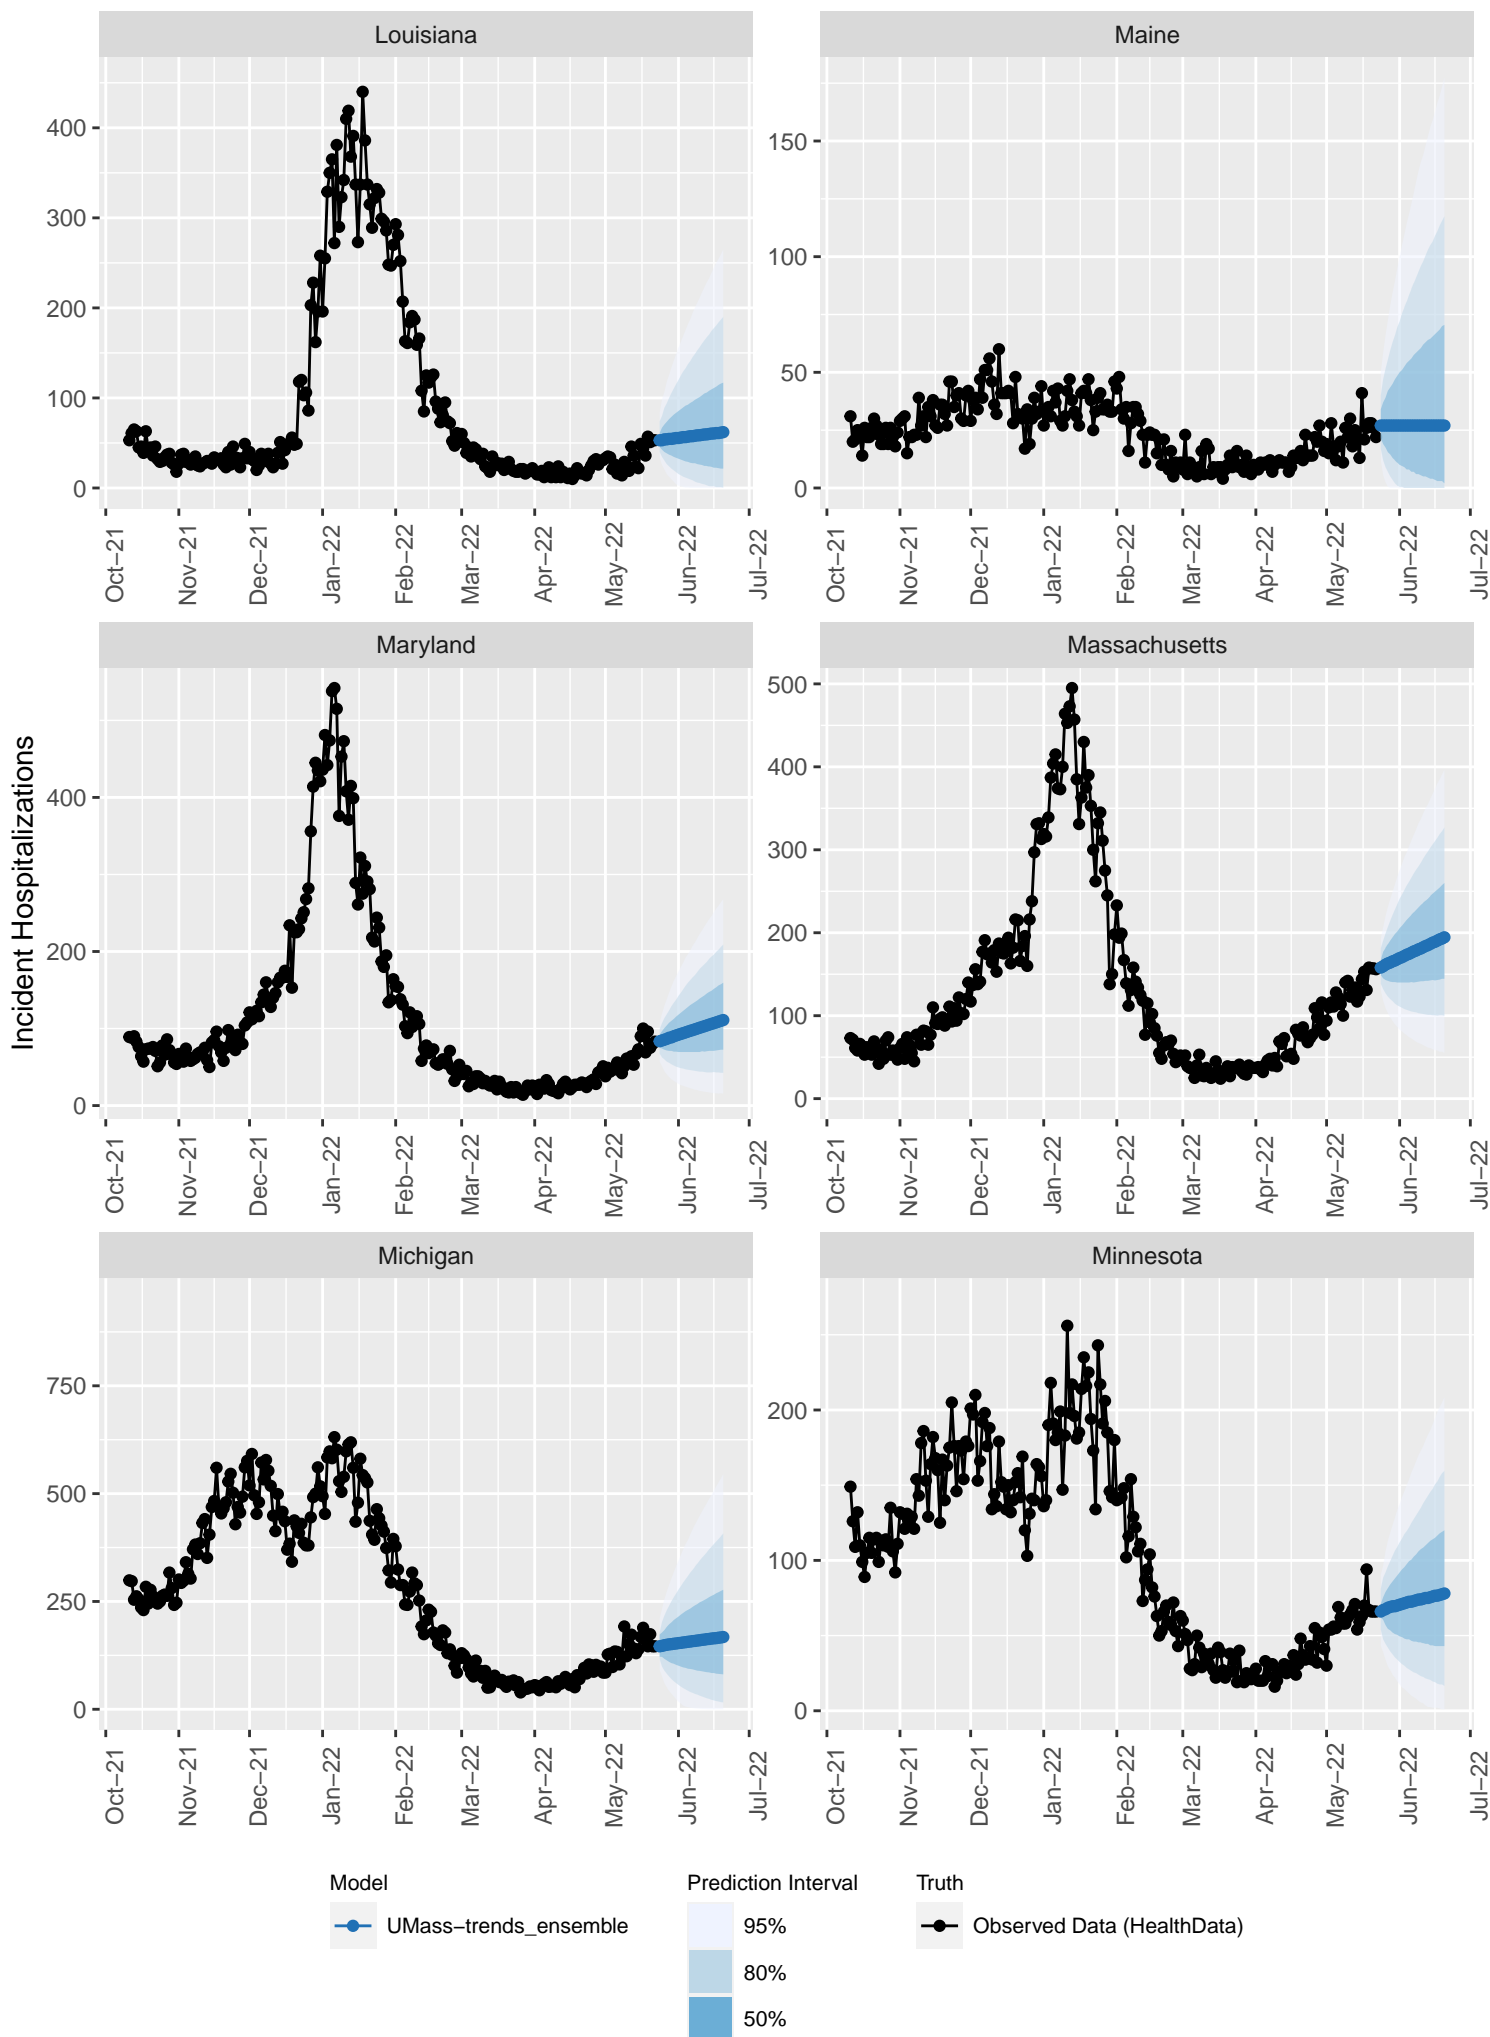 Louisiana
Maine
400
300
200
100
0
150
100
50
0
Oct−21
Nov−21
Dec−21
Jan−22
Feb−22
Mar−22
Apr−22
May−22
Jun−22
Jul−22
Oct−21
Nov−21
Dec−21
Jan−22
Feb−22
Mar−22
Apr−22
May−22
Jun−22
Jul−22
Incident Hospitalizations
Maryland
Massachusetts
400
200
0
500
400
300
200
100
0
Oct−21
Nov−21
Dec−21
Jan−22
Feb−22
Mar−22
Apr−22
May−22
Jun−22
Jul−22
Oct−21
Nov−21
Dec−21
Jan−22
Feb−22
Mar−22
Apr−22
May−22
Jun−22
Jul−22
Michigan
Minnesota
750
500
250
0
200
100
0
Oct−21
Nov−21
Dec−21
Jan−22
Feb−22
Mar−22
Apr−22
May−22
Jun−22
Jul−22
Oct−21
Nov−21
Dec−21
Jan−22
Feb−22
Mar−22
Apr−22
May−22
Jun−22
Jul−22
Model
UMass−trends_ensemble
Prediction Interval
95%
80%
50%
Truth
Observed Data (HealthData)